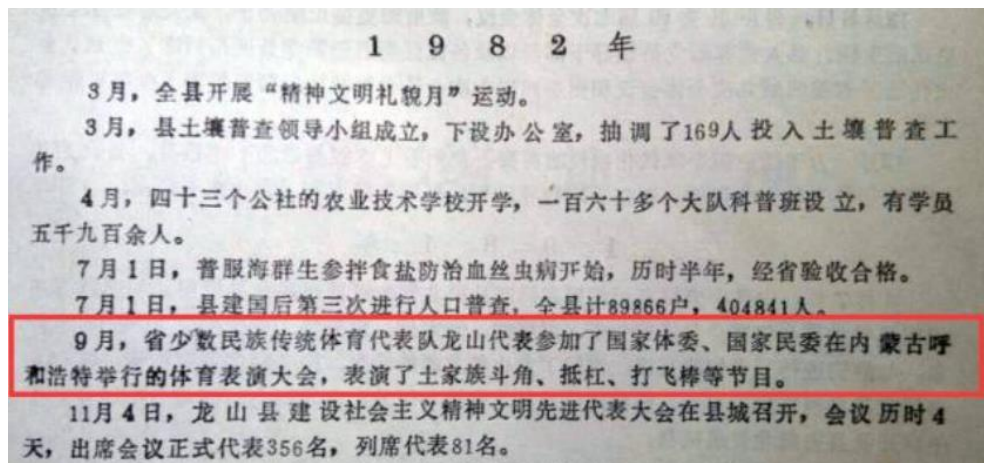 1982年
3月，全县开展“精神文明礼貌月”运动。
3月，县土壤普查领导小组成立，下设办公室，抽调了169人投入土壤普查工
作。
4月，四十三个公社的农业技术学校开学，一百六十多个大队科普班设立，有学员
五千九百余人。
7月1日，普服海群生参拌食盐防治血丝虫病开始，历时半年，经省验收合格。
7月1日，县建国后第三次进行人口普查，全县计89866户，404841人。
9月，省少数民族传统体育代表队龙山代表参加了国家体委、国家民委在内蒙古呼
和浩特举行的体育表演大会，表演了土家族斗角、抵杠、打飞棒等节目。
11月4日，龙山县建设社会主义精神文明先进代表大会在县城召开，会议历时4
天，出席会议正式代表356名，列席代表81名。